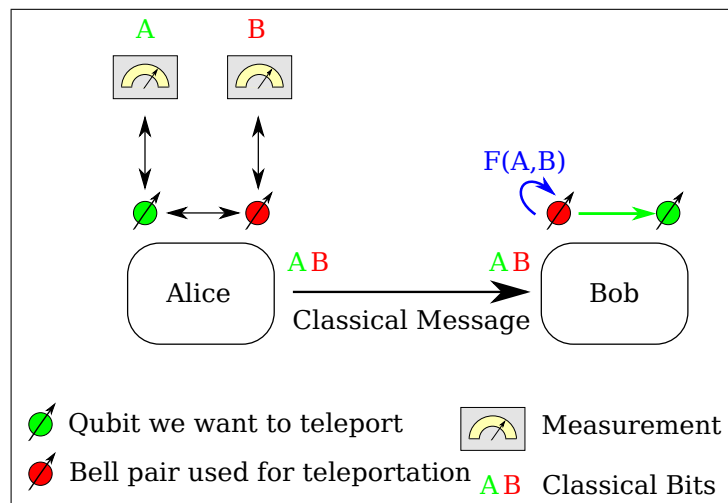 A B
F(A,B)
A B A B
Alice Bob
Classical Message
Qubit we want to teleport Measurement
Bell pair used for teleportation A B Classical Bits